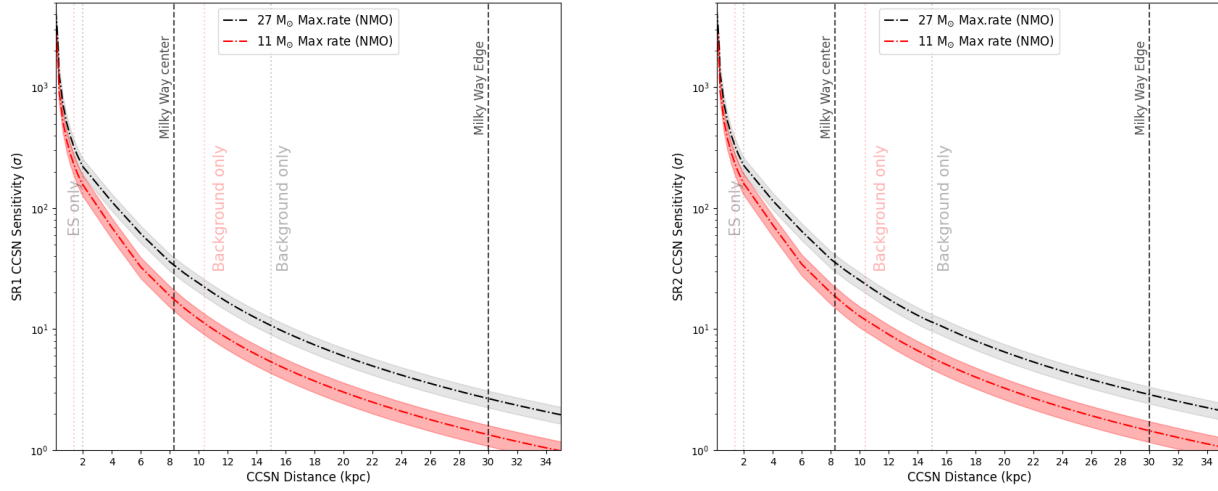 27 M⊙ Max.rate (NMO)
11 M⊙ Max rate (NMO)
Milky Way center
Milky Way Edge
ES only
Background only
Background only
SR1 CCSN Sensitivity (σ)
10³
10²
10¹
10⁰
2 4 6 8 10 12 14 16 18 20 22 24 26 28 30 32 34
CCSN Distance (kpc)
27 M⊙ Max.rate (NMO)
11 M⊙ Max rate (NMO)
Milky Way center
Milky Way Edge
ES only
Background only
Background only
SR2 CCSN Sensitivity (σ)
10³
10²
10¹
10⁰
2 4 6 8 10 12 14 16 18 20 22 24 26 28 30 32 34
CCSN Distance (kpc)